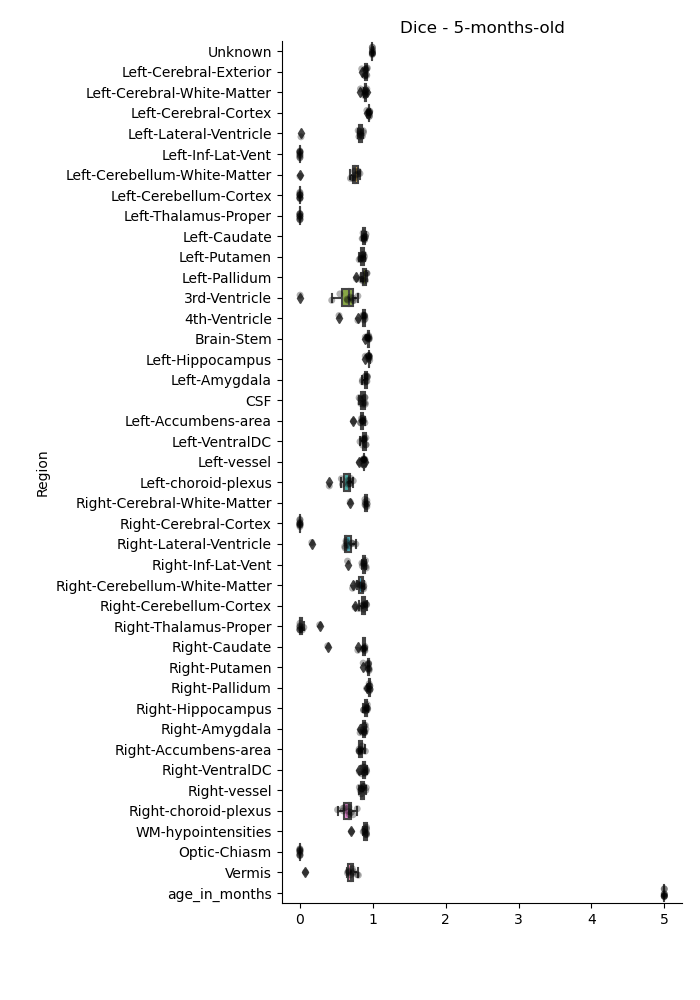 Dice - 5-months-old
Unknown
Left-Cerebral-Exterior
Left-Cerebral-White-Matter
Left-Cerebral-Cortex
Left-Lateral-Ventricle
Left-Inf-Lat-Vent
Left-Cerebellum-White-Matter
Left-Cerebellum-Cortex
Left-Thalamus-Proper
Left-Caudate
Left-Putamen
Left-Pallidum
3rd-Ventricle
4th-Ventricle
Brain-Stem
Left-Hippocampus
Left-Amygdala
CSF
Left-Accumbens-area
Left-VentralDC
Left-vessel
Left-choroid-plexus
Right-Cerebral-White-Matter
Right-Cerebral-Cortex
Right-Lateral-Ventricle
Right-Inf-Lat-Vent
Right-Cerebellum-White-Matter
Right-Cerebellum-Cortex
Right-Thalamus-Proper
Right-Caudate
Right-Putamen
Right-Pallidum
Right-Hippocampus
Right-Amygdala
Right-Accumbens-area
Right-VentralDC
Right-vessel
Right-choroid-plexus
WM-hypointensities
Optic-Chiasm
Vermis
age_in_months
Region
0 1 2 3 4 5